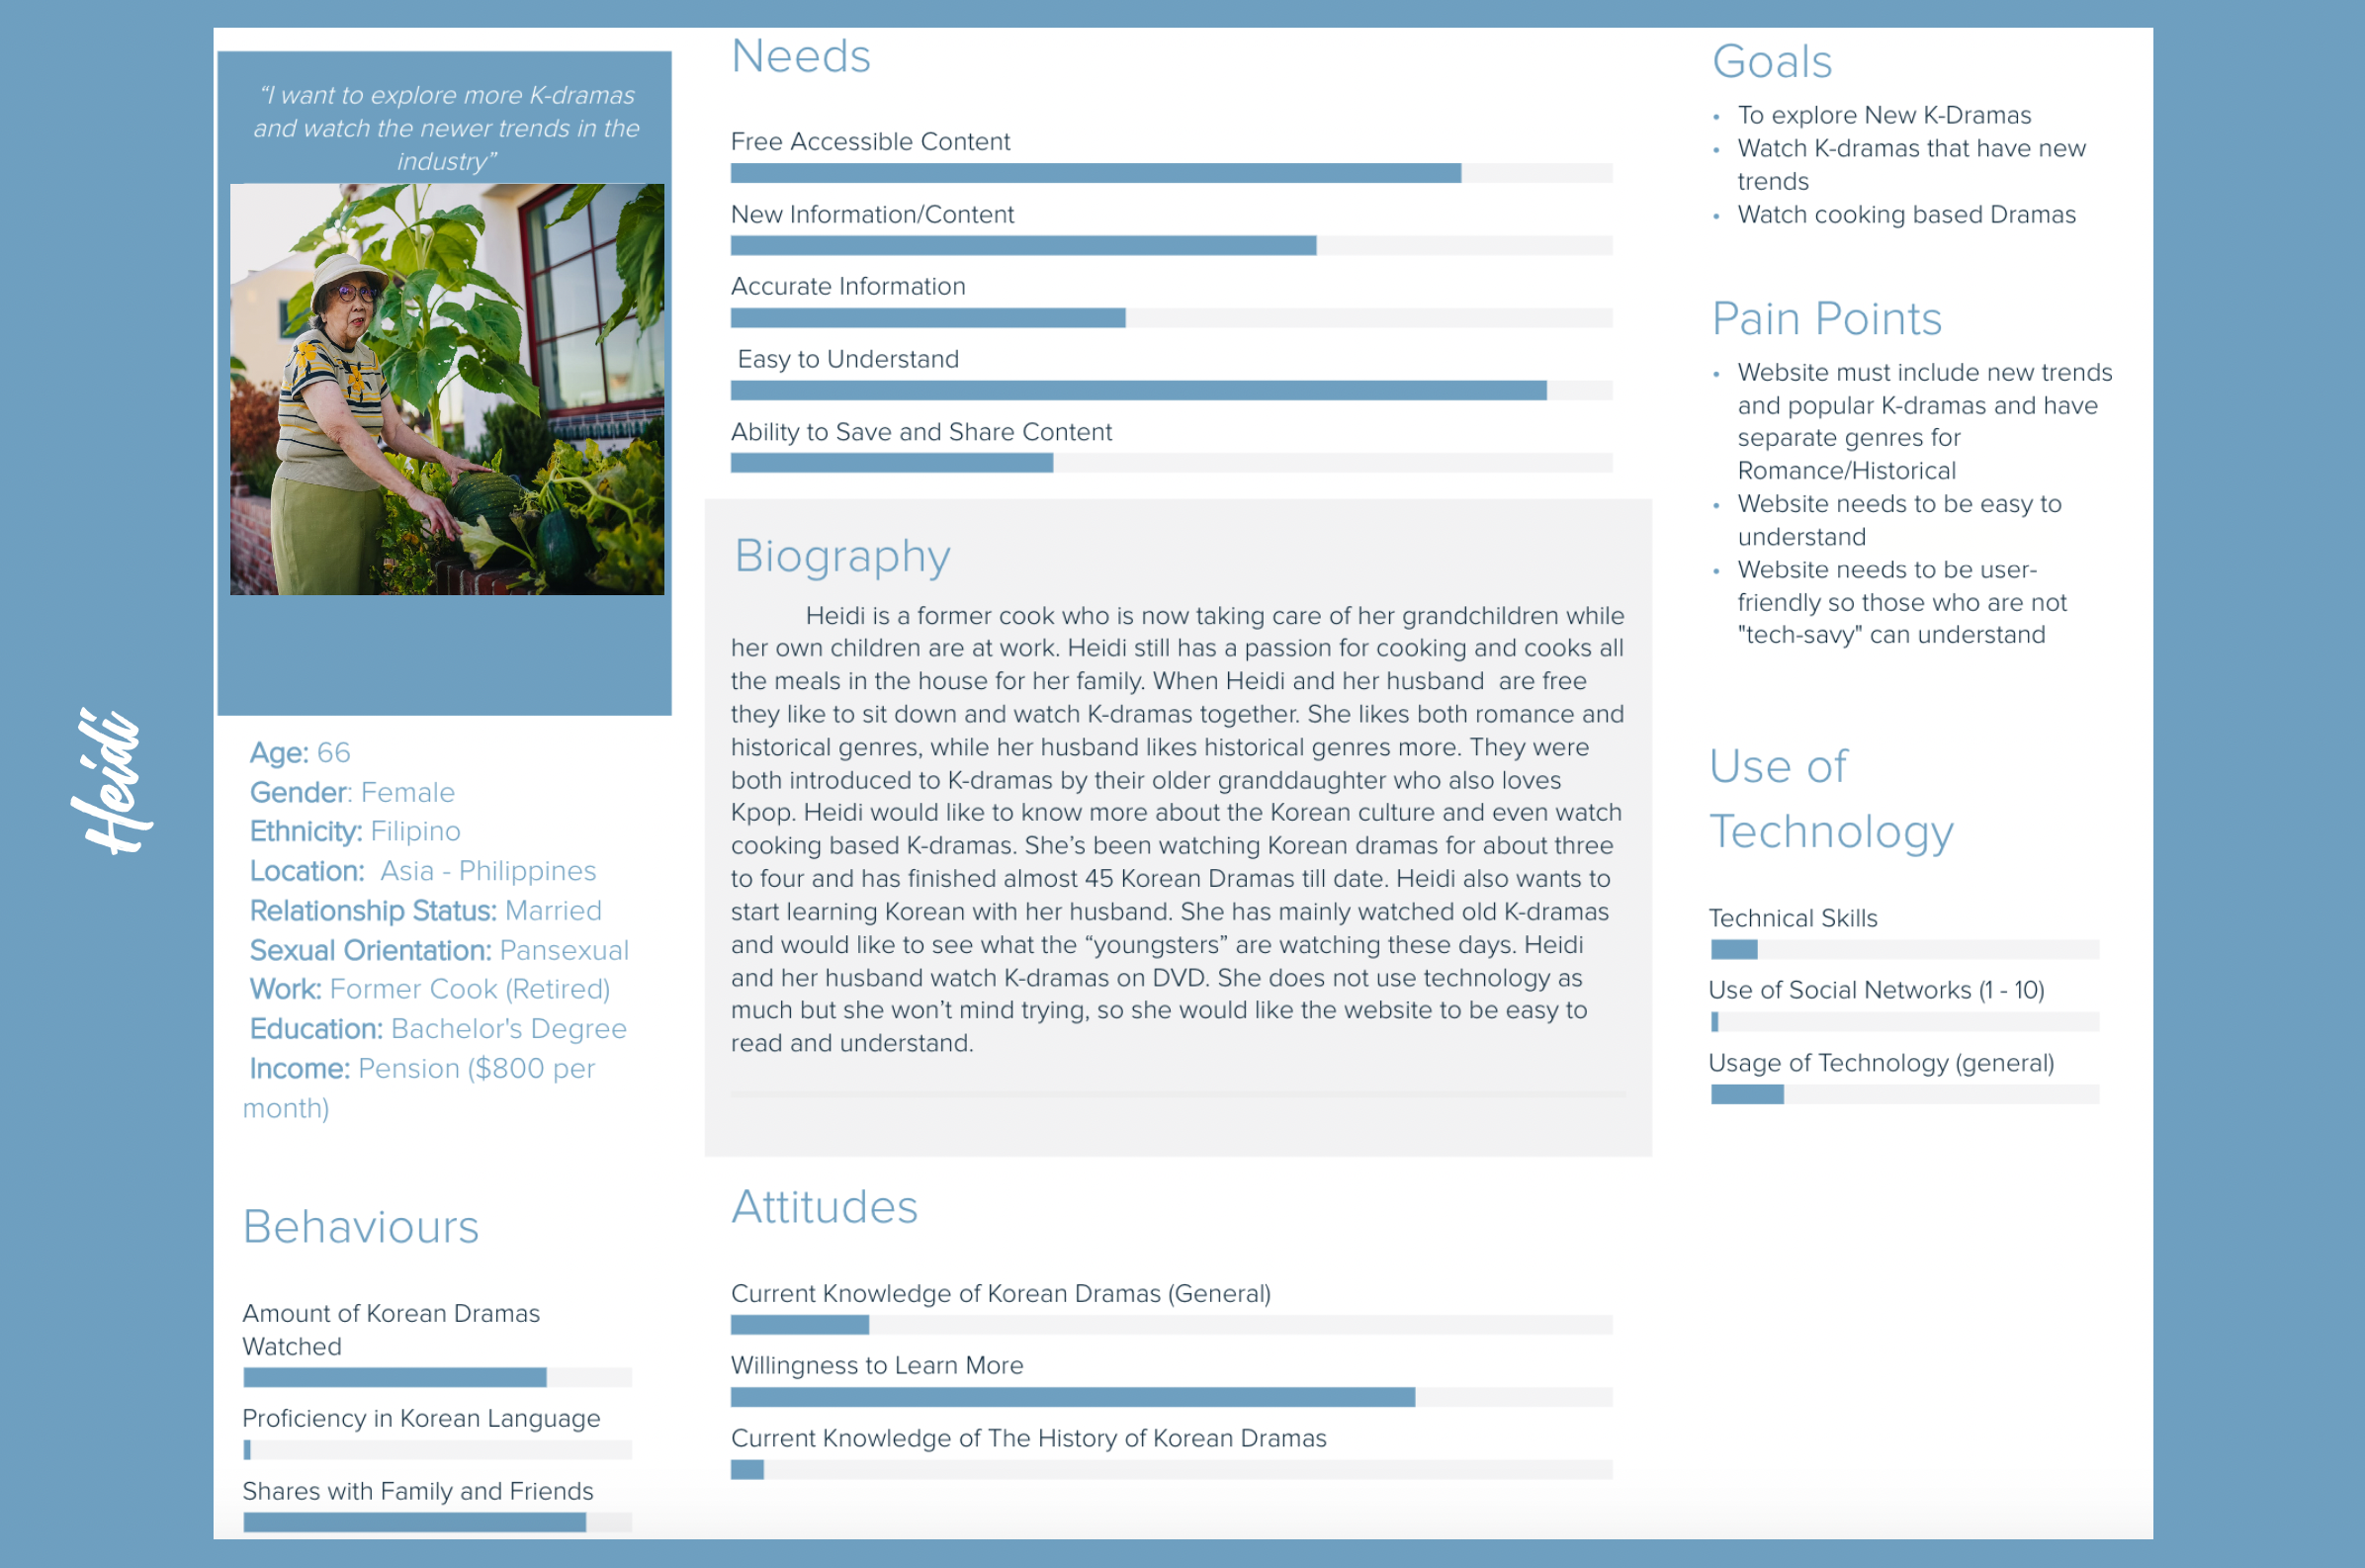 Heidi
“I want to explore more K-dramas
and watch the newer trends in the
industry”
Age: 66
Gender: Female
Ethnicity: Filipino
Location:  Asia - Philippines
Relationship Status: Married
Sexual Orientation: Pansexual
Work: Former Cook (Retired)
Education: Bachelor's Degree
Income: Pension ($800 per
month)
Behaviours
Amount of Korean Dramas
Watched
Proficiency in Korean Language
Shares with Family and Friends
Needs
Free Accessible Content
New Information/Content
Accurate Information
Easy to Understand
Ability to Save and Share Content
Biography
Heidi is a former cook who is now taking care of her grandchildren while
her own children are at work. Heidi still has a passion for cooking and cooks all
the meals in the house for her family. When Heidi and her husband  are free
they like to sit down and watch K-dramas together. She likes both romance and
historical genres, while her husband likes historical genres more. They were
both introduced to K-dramas by their older granddaughter who also loves
Kpop. Heidi would like to know more about the Korean culture and even watch
cooking based K-dramas. She’s been watching Korean dramas for about three
to four and has finished almost 45 Korean Dramas till date. Heidi also wants to
start learning Korean with her husband. She has mainly watched old K-dramas
and would like to see what the “youngsters” are watching these days. Heidi
and her husband watch K-dramas on DVD. She does not use technology as
much but she won’t mind trying, so she would like the website to be easy to
read and understand.
Attitudes
Current Knowledge of Korean Dramas (General)
Willingness to Learn More
Current Knowledge of The History of Korean Dramas
Goals
• To explore New K-Dramas
• Watch K-dramas that have new
trends
• Watch cooking based Dramas
Pain Points
• Website must include new trends
and popular K-dramas and have
separate genres for
Romance/Historical
• Website needs to be easy to
understand
• Website needs to be user-
friendly so those who are not
"tech-savy" can understand
Use of
Technology
Technical Skills
Use of Social Networks (1 - 10)
Usage of Technology (general)